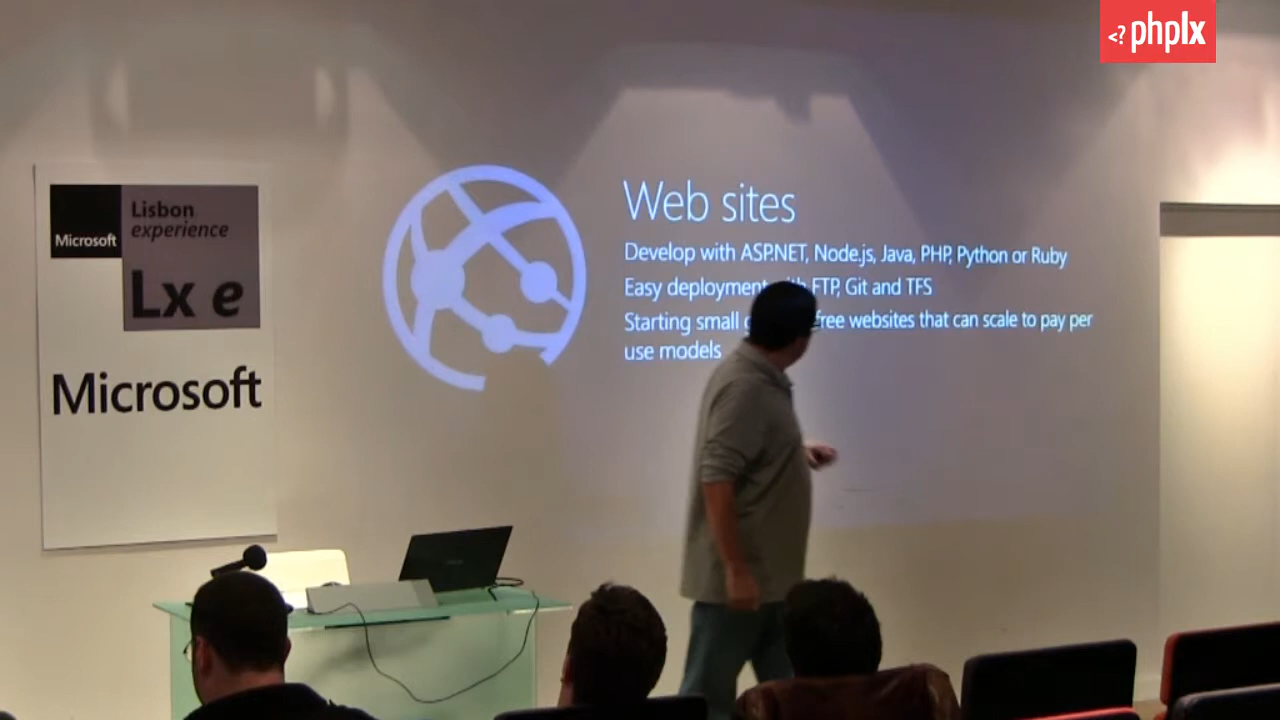 <? phplx
Microsoft
Lisbon
experience
Lx e
Microsoft
Web sites
Develop with ASP.NET, Node.js, Java, PHP, Python or Ruby
Easy deployment with FTP, Git and TFS
Starting small free websites that can scale to pay per
use models